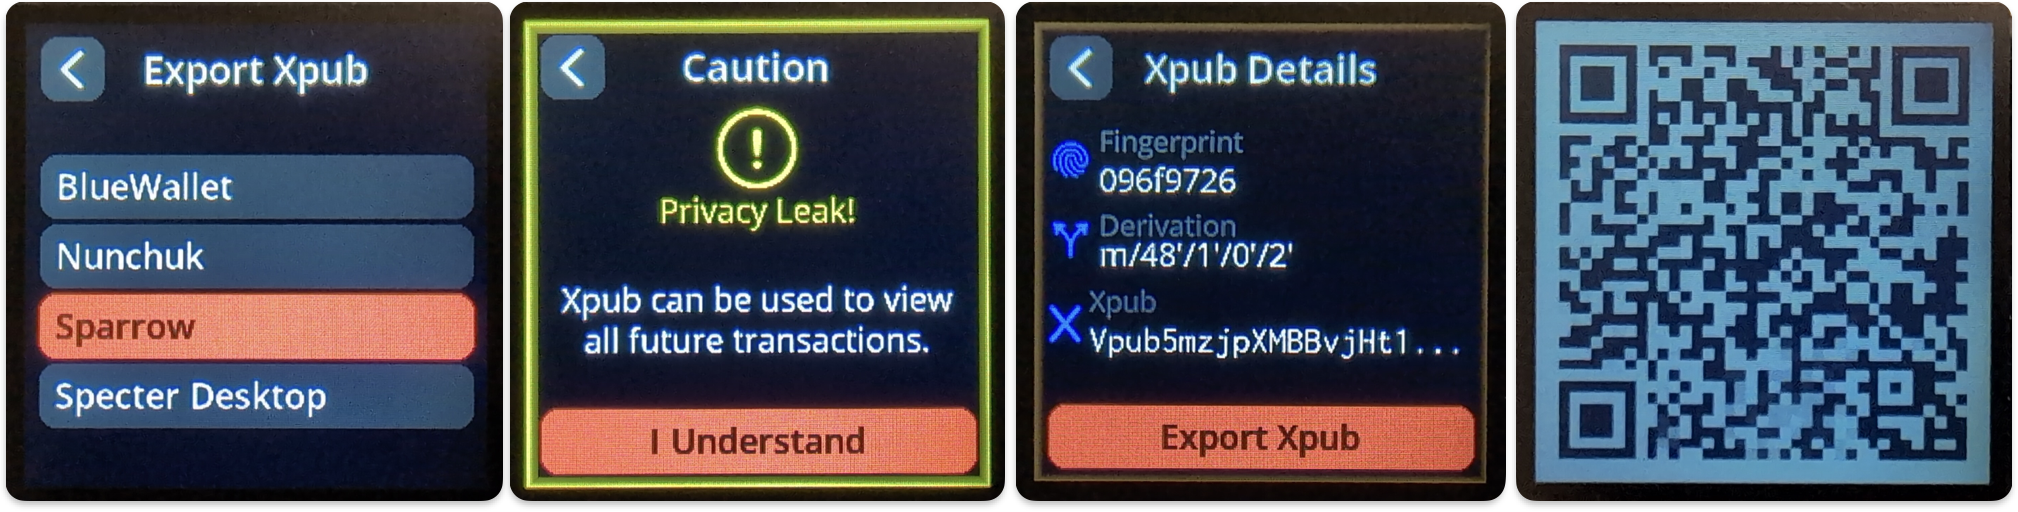 Export Xpub
BlueWallet
Nunchuk
Sparrow
Specter Desktop
Caution
!
Privacy Leak!
Xpub can be used to view
all future transactions.
I Understand
Xpub Details
Fingerprint
096f9726
Derivation
m/48'/1'/0'/2'
Xpub
Vpub5mzjpXMBBvjHt1...
Export Xpub